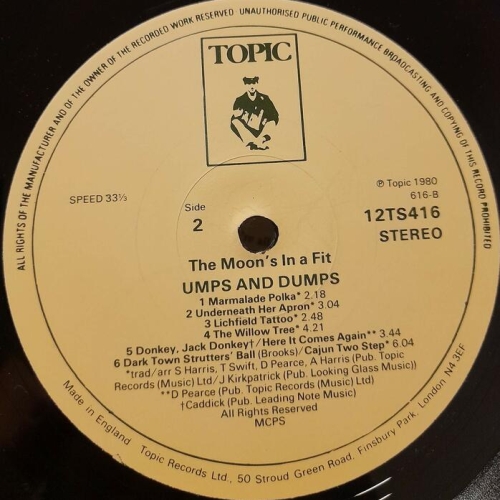 ALL RIGHTS OF THE MANUFACTURER AND OF THE OWNER OF THE RECORDED WORK RESERVED UNAUTHORISED PUBLIC PERFORMANCE BROADCASTING AND COPYING OF THIS RECORD PROHIBITED
TOPIC
SPEED 33⅓
Side
2
℗ Topic 1980
616-B
12TS416
STEREO
The Moon's In a Fit
UMPS AND DUMPS
1 Marmalade Polka* 2.18
2 Underneath Her Apron* 3.04
3 Lichfield Tattoo* 2.48
4 The Willow Tree* 4.21
5 Donkey, Jack Donkey†/Here It Comes Again** 3.44
6 Dark Town Strutters' Ball (Brooks)/Cajun Two Step* 6.04
*trad/arr S Harris, T Swift, D Pearce, A Harris (Pub. Topic
Records (Music) Ltd/J Kirkpatrick (Pub. Looking Glass Music))
**D Pearce (Pub. Topic Records (Music) Ltd)
†Caddick (Pub. Leading Note Music)
All Rights Reserved
MCPS
Made in England Topic Records Ltd., 50 Stroud Green Road, Finsbury Park, London N4 3EF